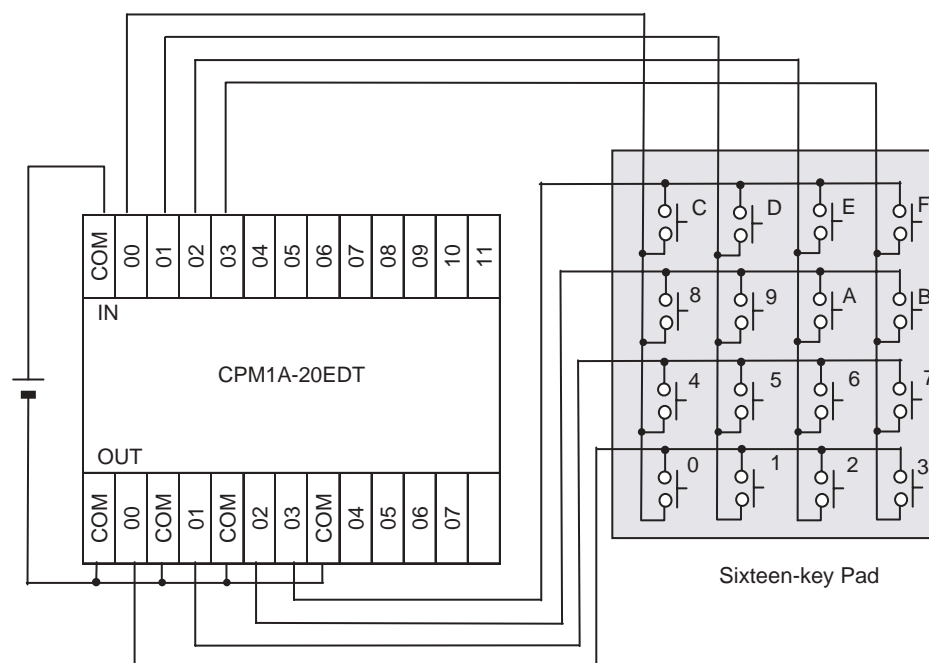 C D E F
COM 00 01 02 03 04 05 06 07 08 09 10 11
8 9 A B
IN
CPM1A-20EDT
4 5 6 7
OUT
0 1 2 3
COM 00 COM 01 COM 02 03 COM 04 05 06 07
Sixteen-key Pad